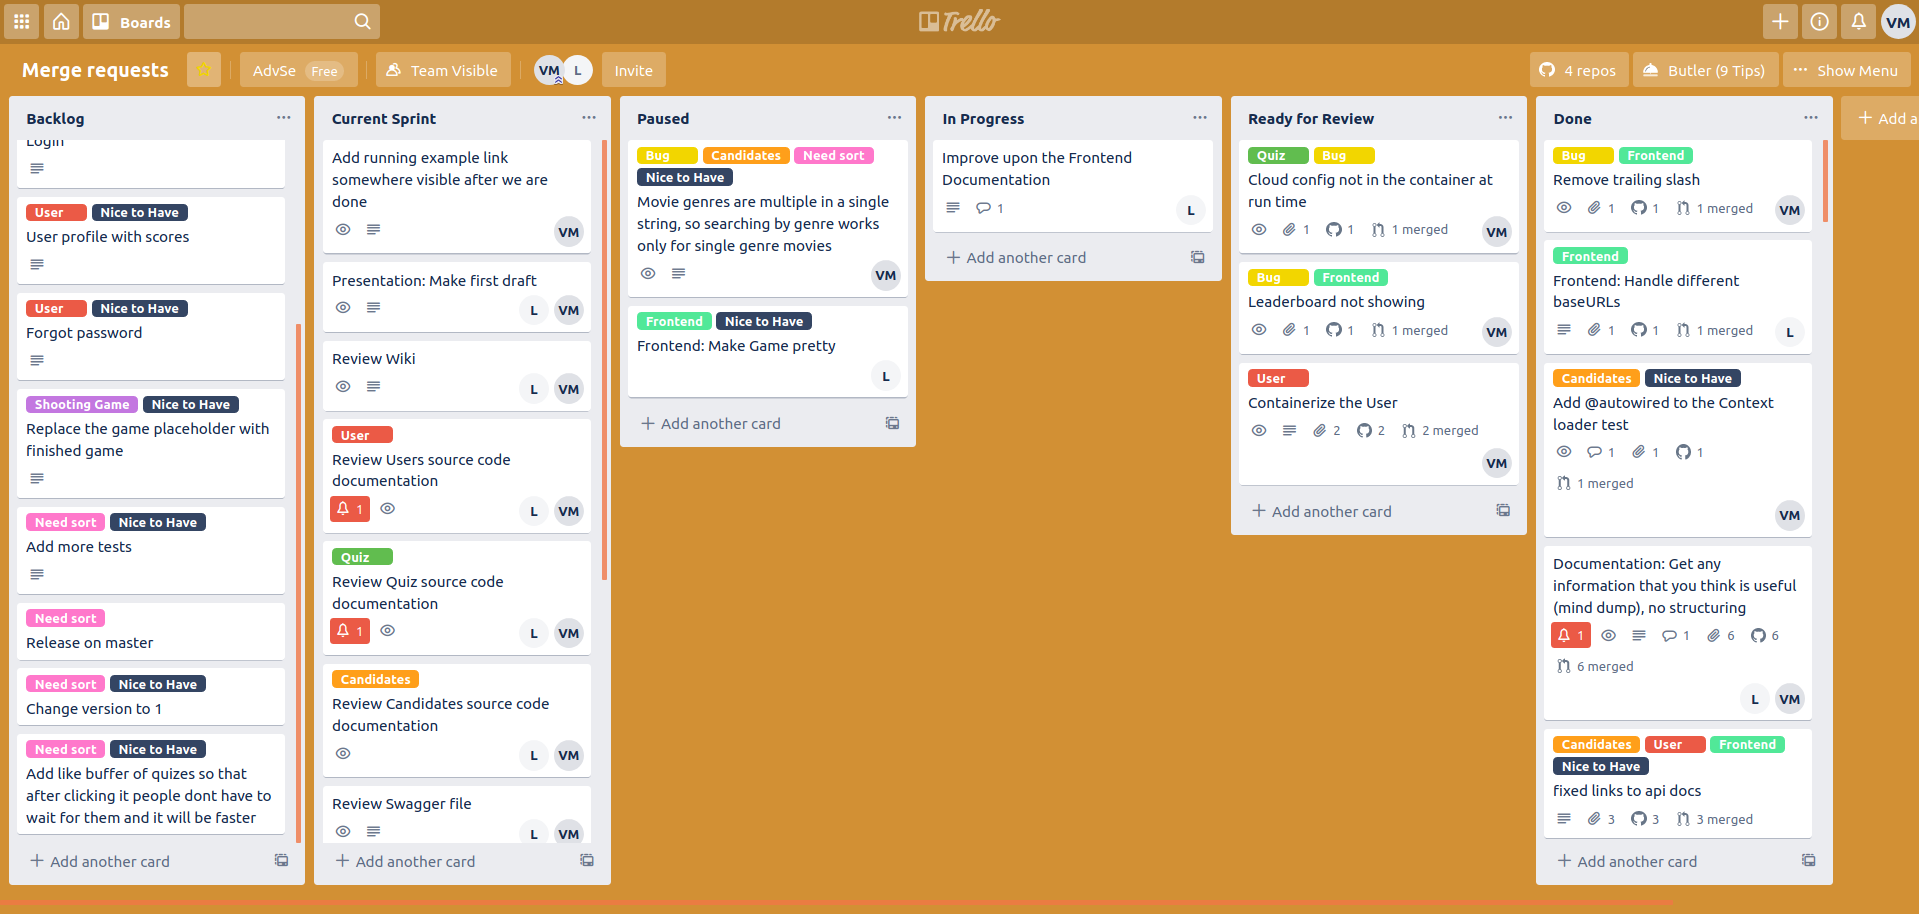 Boards
Trello
VM
Merge requests
AdvSe Free
Team Visible
VM L
Invite
4 repos
Butler (9 Tips)
Show Menu
Backlog
Login
User Nice to Have
User profile with scores
User Nice to Have
Forgot password
Shooting Game Nice to Have
Replace the game placeholder with
finished game
Need sort Nice to Have
Add more tests
Need sort
Release on master
Need sort Nice to Have
Change version to 1
Need sort Nice to Have
Add like buffer of quizes so that
after clicking it people dont have to
wait for them and it will be faster
Add another card
Current Sprint
Add running example link
somewhere visible after we are
done
VM
Presentation: Make first draft
L VM
Review Wiki
L VM
User
Review Users source code
documentation
1 L VM
Quiz
Review Quiz source code
documentation
1 L VM
Candidates
Review Candidates source code
documentation
L VM
Review Swagger file
L VM
Add another card
Paused
Bug Candidates Need sort
Nice to Have
Movie genres are multiple in a single
string, so searching by genre works
only for single genre movies
VM
Frontend Nice to Have
Frontend: Make Game pretty
L
Add another card
In Progress
Improve upon the Frontend
Documentation
1 L
Add another card
Ready for Review
Quiz Bug
Cloud config not in the container at
run time
1 1 1 merged VM
Bug Frontend
Leaderboard not showing
1 1 1 merged VM
User
Containerize the User
2 2 2 merged
VM
Add another card
Done
Bug Frontend
Remove trailing slash
1 1 1 merged VM
Frontend
Frontend: Handle different
baseURLs
1 1 1 merged L
Candidates Nice to Have
Add @autowired to the Context
loader test
1 1 1
1 merged
VM
Documentation: Get any
information that you think is useful
(mind dump), no structuring
1 1 6 6
6 merged
L VM
Candidates User Frontend
Nice to Have
fixed links to api docs
3 3 3 merged
Add another card
Add a